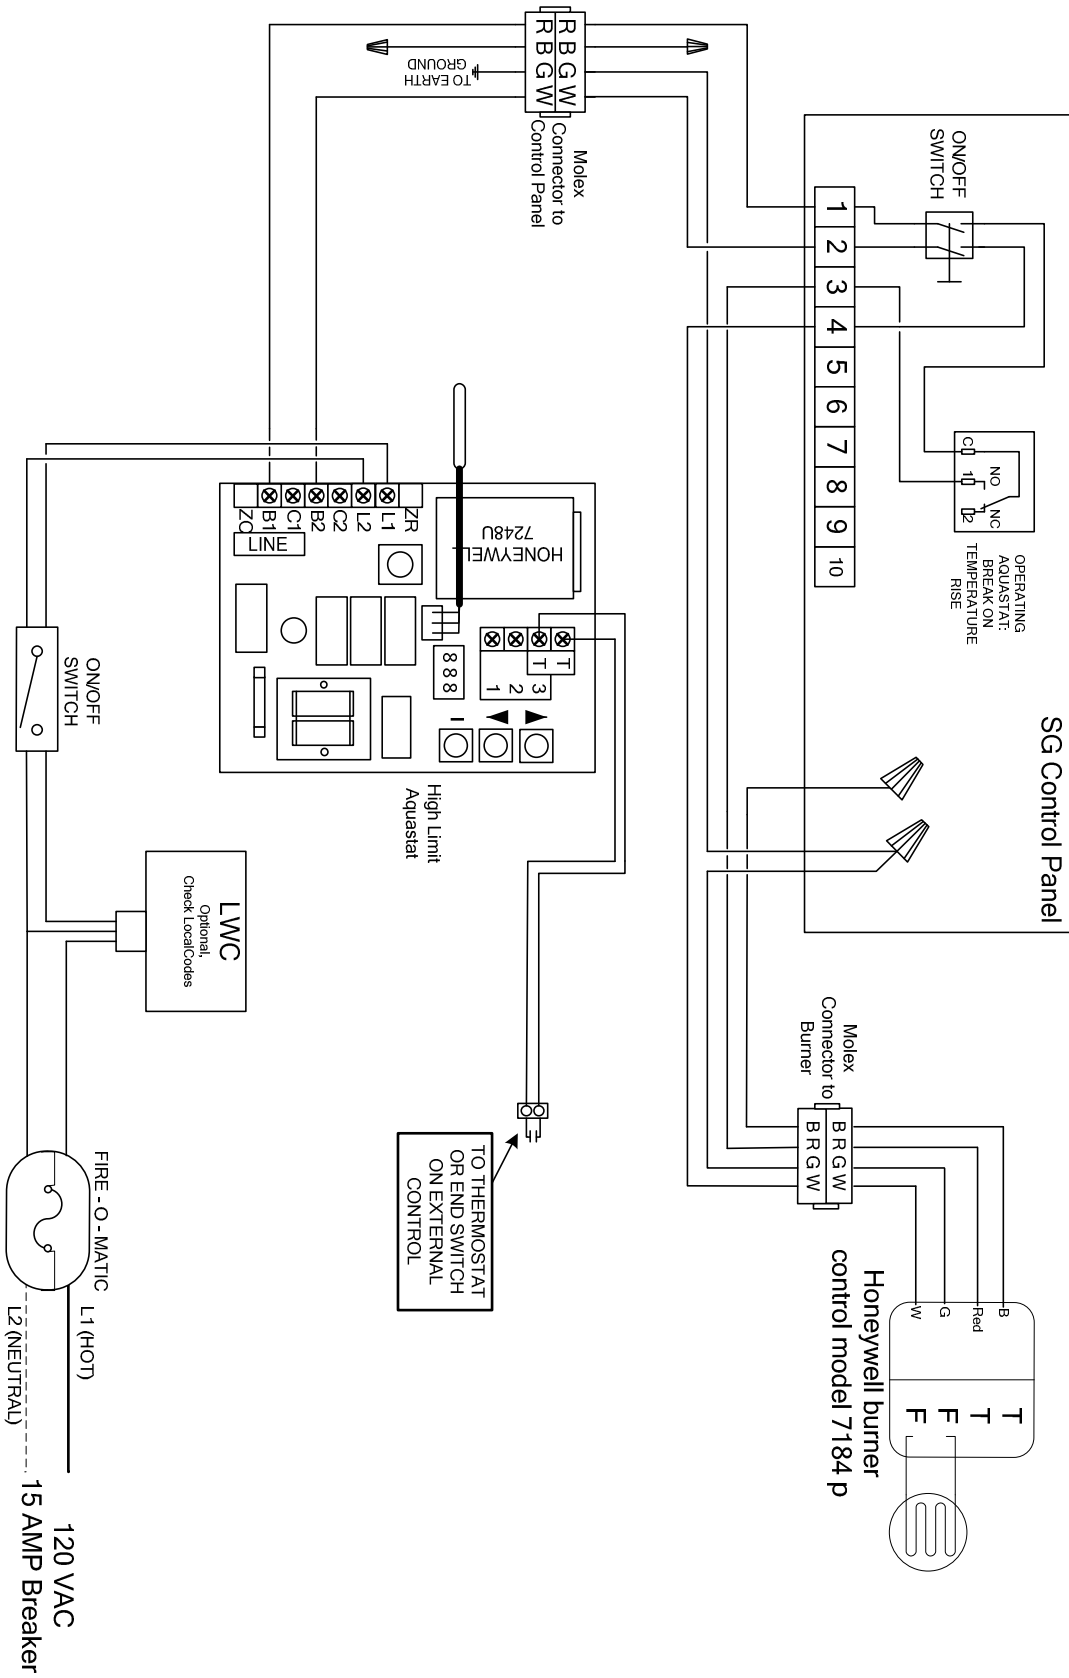 SG Control Panel
ON/OFF
SWITCH
1 2 3 4 5 6 7 8 9 10
C
1
2
NO
NC
OPERATING
AQUASTAT:
BREAK ON
TEMPERATURE
RISE
R B G W
R B G W
TO EARTH
GROUND
Molex
Connector to
Control Panel
HONEYWELL
7248U
ZC
B1
C1
B2
C2
L2
L1
ZR
LINE
T
T
1
2
3
8 8 8
I
High Limit
Aquastat
Molex
Connector to
Burner
B R G W
B R G W
B
Red
G
W
T
T
F
F
Honeywell burner
control model 7184 p
TO THERMOSTAT
OR END SWITCH
ON EXTERNAL
CONTROL
ON/OFF
SWITCH
LWC
Optional,
Check LocalCodes
FIRE - O - MATIC
L1 (HOT)
L2 (NEUTRAL)
120 VAC
15 AMP Breaker